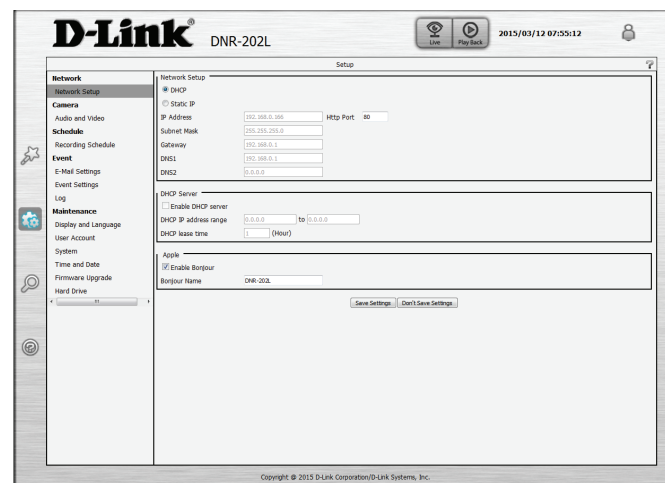 D-Link®
DNR-202L
Live
Play Back
2015/03/12 07:55:12
Setup
?
Network
Network Setup
Camera
Audio and Video
Schedule
Recording Schedule
Event
E-Mail Settings
Event Settings
Log
Maintenance
Display and Language
User Account
System
Time and Date
Firmware Upgrade
Hard Drive
Network Setup
DHCP
Static IP
IP Address 192.168.0.166 Http Port 80
Subnet Mask 255.255.255.0
Gateway 192.168.0.1
DNS1 192.168.0.1
DNS2 0.0.0.0
DHCP Server
Enable DHCP server
DHCP IP address range 0.0.0.0 to 0.0.0.0
DHCP lease time 1 (Hour)
Apple
Enable Bonjour
Bonjour Name DNR-202L
Save Settings Don't Save Settings
Copyright @ 2015 D-Link Corporation/D-Link Systems, Inc.